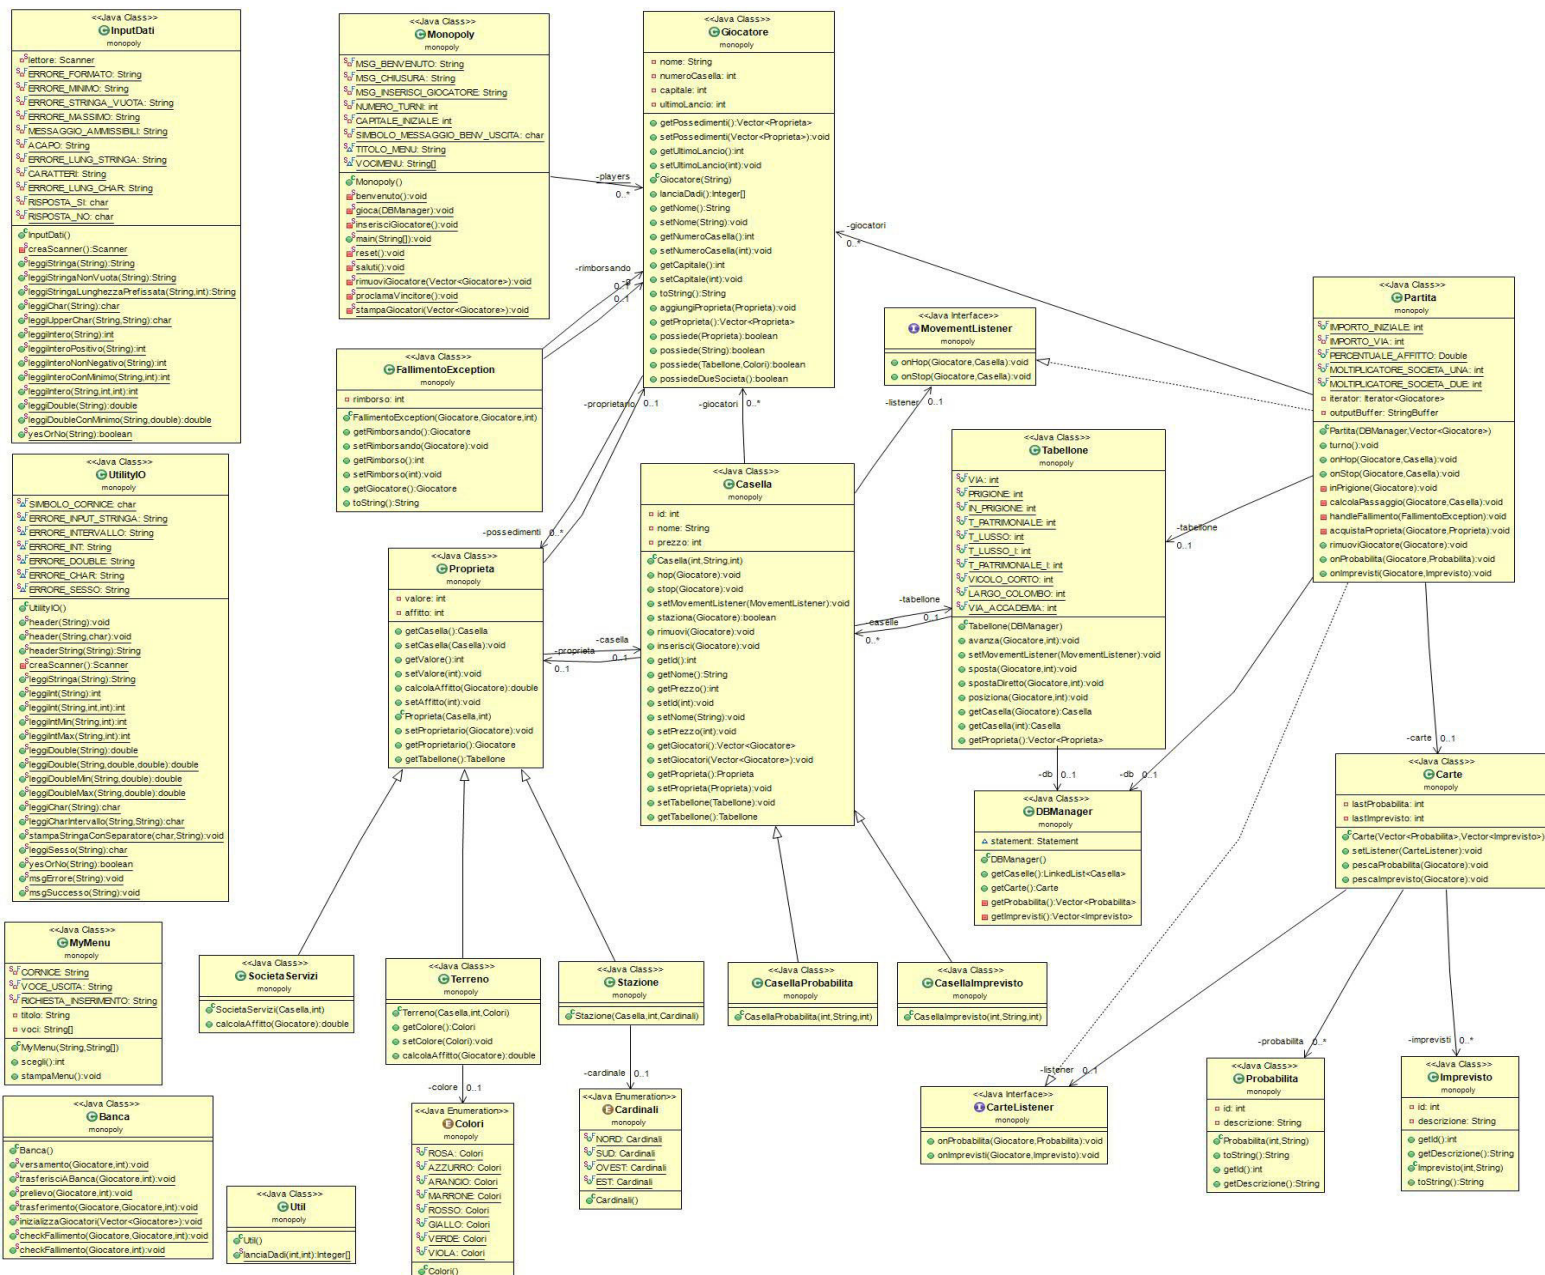 <<Java Class>>
InputDati
monopoly
lettore: Scanner
ERRORE_FORMATO: String
ERRORE_MINIMO: String
ERRORE_STRINGA_VUOTA: String
ERRORE_MASSIMO: String
MESSAGGIO_AMMISSIBILI: String
ACAPO: String
ERRORE_LUNG_STRINGA: String
CARATTERI: String
ERRORE_LUNG_CHAR: String
RISPOSTA_SI: char
RISPOSTA_NO: char
InputDati()
creaScanner():Scanner
leggiStringa(String):String
leggiStringaNonVuota(String):String
leggiStringaLunghezzaPrefissata(String,int):String
leggiChar(String):char
leggiUpperChar(String,String):char
leggiIntero(String):int
leggiInteroPositivo(String):int
leggiInteroNonNegativo(String):int
leggiInteroConMinimo(String,int):int
leggiIntero(String,int,int):int
leggiDouble(String):double
leggiDoubleConMinimo(String,double):double
yesOrNo(String):boolean
<<Java Class>>
UtilityIO
monopoly
SIMBOLO_CORNICE: char
ERRORE_INPUT_STRINGA: String
ERRORE_INTERVALLO: String
ERRORE_INT: String
ERRORE_DOUBLE: String
ERRORE_CHAR: String
ERRORE_SESSO: String
UtilityIO()
header(String):void
header(String,char):void
headerString(String):String
creaScanner():Scanner
leggiStringa(String):String
leggiInt(String):int
leggiInt(String,int,int):int
leggiIntMin(String,int):int
leggiIntMax(String,int):int
leggiDouble(String):double
leggiDouble(String,double,double):double
leggiDoubleMin(String,double):double
leggiDoubleMax(String,double):double
leggiChar(String):char
leggiCharIntervallo(String,String):char
stampaStringaConSeparatore(char,String):void
leggiSesso(String):char
yesOrNo(String):boolean
msgErrore(String):void
msgSuccesso(String):void
<<Java Class>>
MyMenu
monopoly
CORNICE: String
VOCE_USCITA: String
RICHIESTA_INSERIMENTO: String
titolo: String
voci: String[]
MyMenu(String,String[])
scegli():int
stampaMenu():void
<<Java Class>>
Banca
monopoly
Banca()
versamento(Giocatore,int):void
trasferisciABanca(Giocatore,int):void
prelievo(Giocatore,int):void
trasferimento(Giocatore,Giocatore,int):void
inizializzaGiocatori(Vector<Giocatore>):void
checkFallimento(Giocatore,Giocatore,int):void
checkFallimento(Giocatore,int):void
<<Java Class>>
Util
monopoly
Util()
lanciaDadi(int,int):Integer[]
<<Java Class>>
Monopoly
monopoly
MSG_BENVENUTO: String
MSG_CHIUSURA: String
MSG_INSERISCI_GIOCATORE: String
NUMERO_TURNI: int
CAPITALE_INIZIALE: int
SIMBOLO_MESSAGGIO_BENV_USCITA: char
TITOLO_MENU: String
VOCIMENU: String[]
Monopoly()
benvenuto():void
gioca(DBManager):void
inserisciGiocatore():void
main(String[]):void
reset():void
saluti():void
rimuoviGiocatore(Vector<Giocatore>):void
proclamaVincitore():void
stampaGiocatori(Vector<Giocatore>):void
-players
0..*
<<Java Class>>
Giocatore
monopoly
nome: String
numeroCasella: int
capitale: int
ultimoLancio: int
getPossedimenti():Vector<Proprieta>
setPossedimenti(Vector<Proprieta>):void
getUltimoLancio():int
setUltimoLancio(int):void
Giocatore(String)
lanciaDadi():Integer[]
getNome():String
setNome(String):void
getNumeroCasella():int
setNumeroCasella(int):void
getCapitale():int
setCapitale(int):void
toString():String
aggiungiProprieta(Proprieta):void
getProprieta():Vector<Proprieta>
possiede(Proprieta):boolean
possiede(String):boolean
possiede(Tabellone,Colori):boolean
possiedeDueSocieta():boolean
-rimborsando
0..1
<<Java Class>>
FallimentoException
monopoly
rimborso: int
FallimentoException(Giocatore,Giocatore,int)
getRimborsando():Giocatore
setRimborsando(Giocatore):void
getRimborso():int
setRimborso(int):void
getGiocatore():Giocatore
toString():String
-proprietario 0..1
-possedimenti 0..*
-giocatori 0..*
-listener
0..1
<<Java Interface>>
MovementListener
monopoly
onHop(Giocatore,Casella):void
onStop(Giocatore,Casella):void
-giocatori
0..*
<<Java Class>>
Partita
monopoly
IMPORTO_INIZIALE: int
IMPORTO_VIA: int
PERCENTUALE_AFFITTO: Double
MOLTIPLICATORE_SOCIETA_UNA: int
MOLTIPLICATORE_SOCIETA_DUE: int
iterator: Iterator<Giocatore>
outputBuffer: StringBuffer
Partita(DBManager,Vector<Giocatore>)
turno():void
onHop(Giocatore,Casella):void
onStop(Giocatore,Casella):void
inPrigione(Giocatore):void
calcolaPassaggio(Giocatore,Casella):void
handleFallimento(FallimentoException):void
acquistaProprieta(Giocatore,Proprieta):void
rimuoviGiocatore(Giocatore):void
onProbabilita(Giocatore,Probabilita):void
onImprevisti(Giocatore,Imprevisto):void
<<Java Class>>
Proprieta
monopoly
valore: int
affitto: int
getCasella():Casella
setCasella(Casella):void
getValore():int
setValore(int):void
calcolaAffitto(Giocatore):double
setAffitto(int):void
Proprieta(Casella,int)
setProprietario(Giocatore):void
getProprietario():Giocatore
getTabellone():Tabellone
-casella
0..1
-proprieta
0..1
<<Java Class>>
Casella
monopoly
id: int
nome: String
prezzo: int
Casella(int,String,int)
hop(Giocatore):void
stop(Giocatore):void
setMovementListener(MovementListener):void
staziona(Giocatore):boolean
rimuovi(Giocatore):void
inserisci(Giocatore):void
getId():int
getNome():String
getPrezzo():int
setId(int):void
setNome(String):void
setPrezzo(int):void
getGiocatori():Vector<Giocatore>
setGiocatori(Vector<Giocatore>):void
getProprieta():Proprieta
setProprieta(Proprieta):void
setTabellone(Tabellone):void
getTabellone():Tabellone
-tabellone
0..1
-caselle
0..*
<<Java Class>>
Tabellone
monopoly
VIA: int
PRIGIONE: int
IN_PRIGIONE: int
T_PATRIMONIALE: int
T_LUSSO: int
T_LUSSO_I: int
T_PATRIMONIALE_I: int
VICOLO_CORTO: int
LARGO_COLOMBO: int
VIA_ACCADEMIA: int
Tabellone(DBManager)
avanza(Giocatore,int):void
setMovementListener(MovementListener):void
sposta(Giocatore,int):void
spostaDiretto(Giocatore,int):void
posiziona(Giocatore,int):void
getCasella(Giocatore):Casella
getCasella(int):Casella
getProprieta():Vector<Proprieta>
-tabellone
0..1
-db 0..1
-db 0..1
<<Java Class>>
DBManager
monopoly
statement: Statement
DBManager()
getCaselle():LinkedList<Casella>
getCarte():Carte
getProbabilita():Vector<Probabilita>
getImprevisti():Vector<Imprevisto>
-carte 0..1
<<Java Class>>
Carte
monopoly
lastProbabilita: int
lastImprevisto: int
Carte(Vector<Probabilita>,Vector<Imprevisto>)
setListener(CarteListener):void
pescaProbabilita(Giocatore):void
pescaImprevisto(Giocatore):void
<<Java Class>>
SocietaServizi
monopoly
SocietaServizi(Casella,int)
calcolaAffitto(Giocatore):double
<<Java Class>>
Terreno
monopoly
Terreno(Casella,int,Colori)
getColore():Colori
setColore(Colori):void
calcolaAffitto(Giocatore):double
<<Java Class>>
Stazione
monopoly
Stazione(Casella,int,Cardinali)
<<Java Class>>
CasellaProbabilita
monopoly
CasellaProbabilita(int,String,int)
<<Java Class>>
CasellaImprevisto
monopoly
CasellaImprevisto(int,String,int)
-colore 0..1
<<Java Enumeration>>
Colori
monopoly
ROSA: Colori
AZZURRO: Colori
ARANCIO: Colori
MARRONE: Colori
ROSSO: Colori
GIALLO: Colori
VERDE: Colori
VIOLA: Colori
Colori()
-cardinale 0..1
<<Java Enumeration>>
Cardinali
monopoly
NORD: Cardinali
SUD: Cardinali
OVEST: Cardinali
EST: Cardinali
Cardinali()
-listener 0..1
<<Java Interface>>
CarteListener
monopoly
onProbabilita(Giocatore,Probabilita):void
onImprevisti(Giocatore,Imprevisto):void
-probabilita 0..*
<<Java Class>>
Probabilita
monopoly
id: int
descrizione: String
Probabilita(int,String)
toString():String
getId():int
getDescrizione():String
-imprevisti 0..*
<<Java Class>>
Imprevisto
monopoly
id: int
descrizione: String
getId():int
getDescrizione():String
Imprevisto(int,String)
toString():String